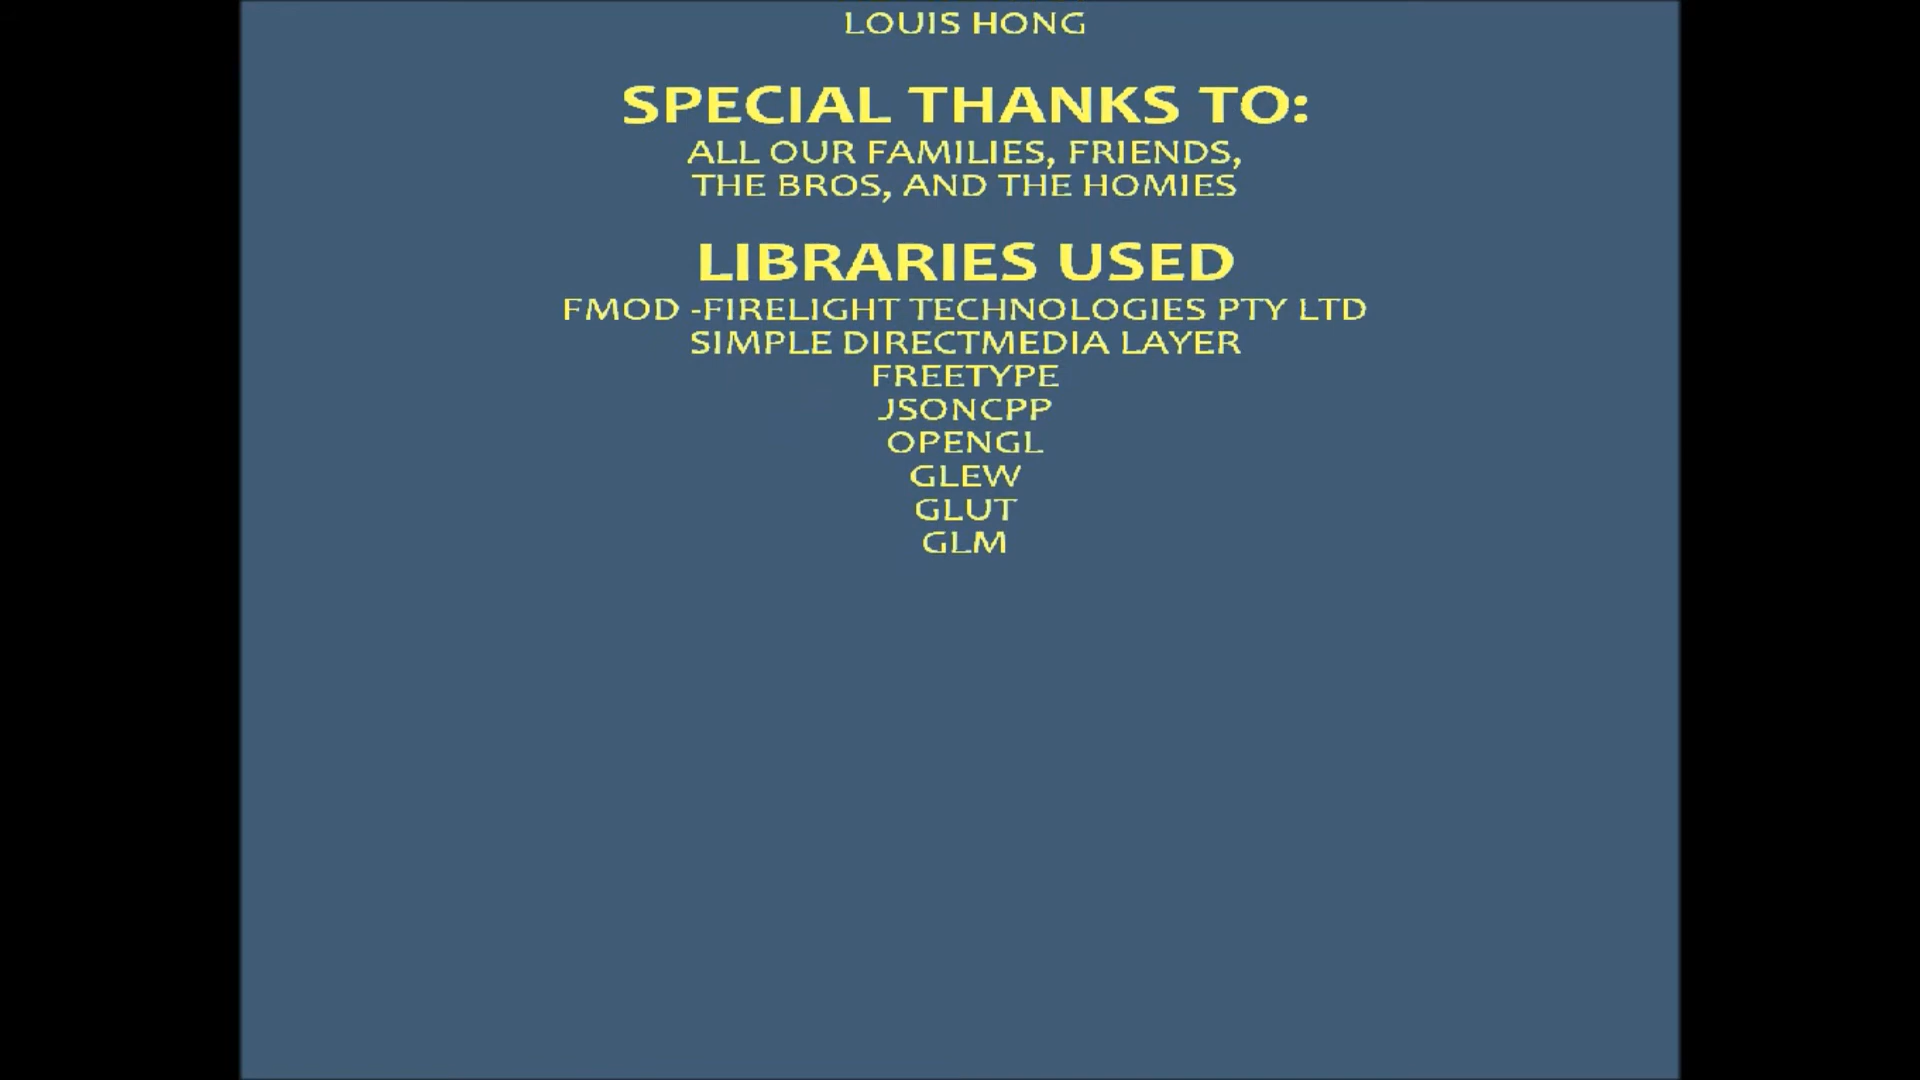 LOUIS HONG
SPECIAL THANKS TO:
ALL OUR FAMILIES, FRIENDS,
THE BROS, AND THE HOMIES
LIBRARIES USED
FMOD -FIRELIGHT TECHNOLOGIES PTY LTD
SIMPLE DIRECTMEDIA LAYER
FREETYPE
JSONCPP
OPENGL
GLEW
GLUT
GLM